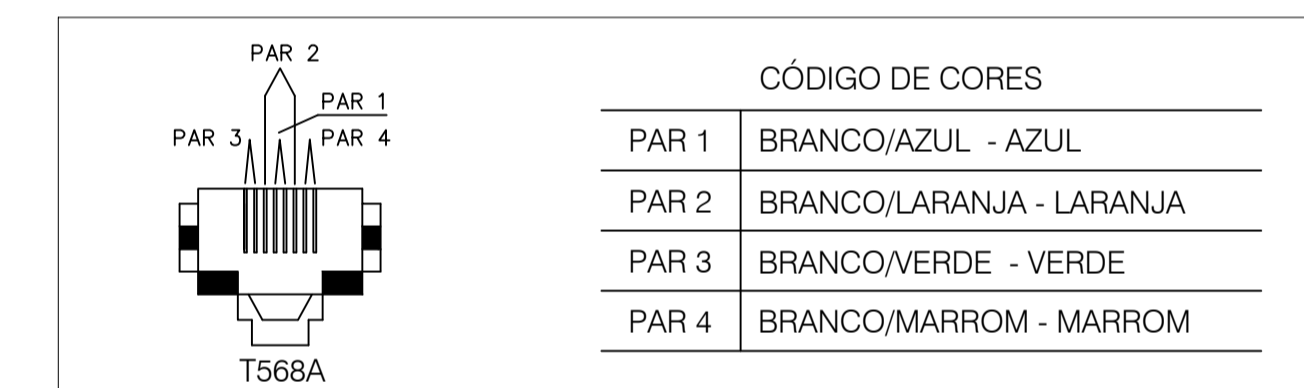 PAR 2
PAR 1
PAR 3
PAR 4
T568A
CÓDIGO DE CORES
PAR 1 BRANCO/AZUL - AZUL
PAR 2 BRANCO/LARANJA - LARANJA
PAR 3 BRANCO/VERDE - VERDE
PAR 4 BRANCO/MARROM - MARROM